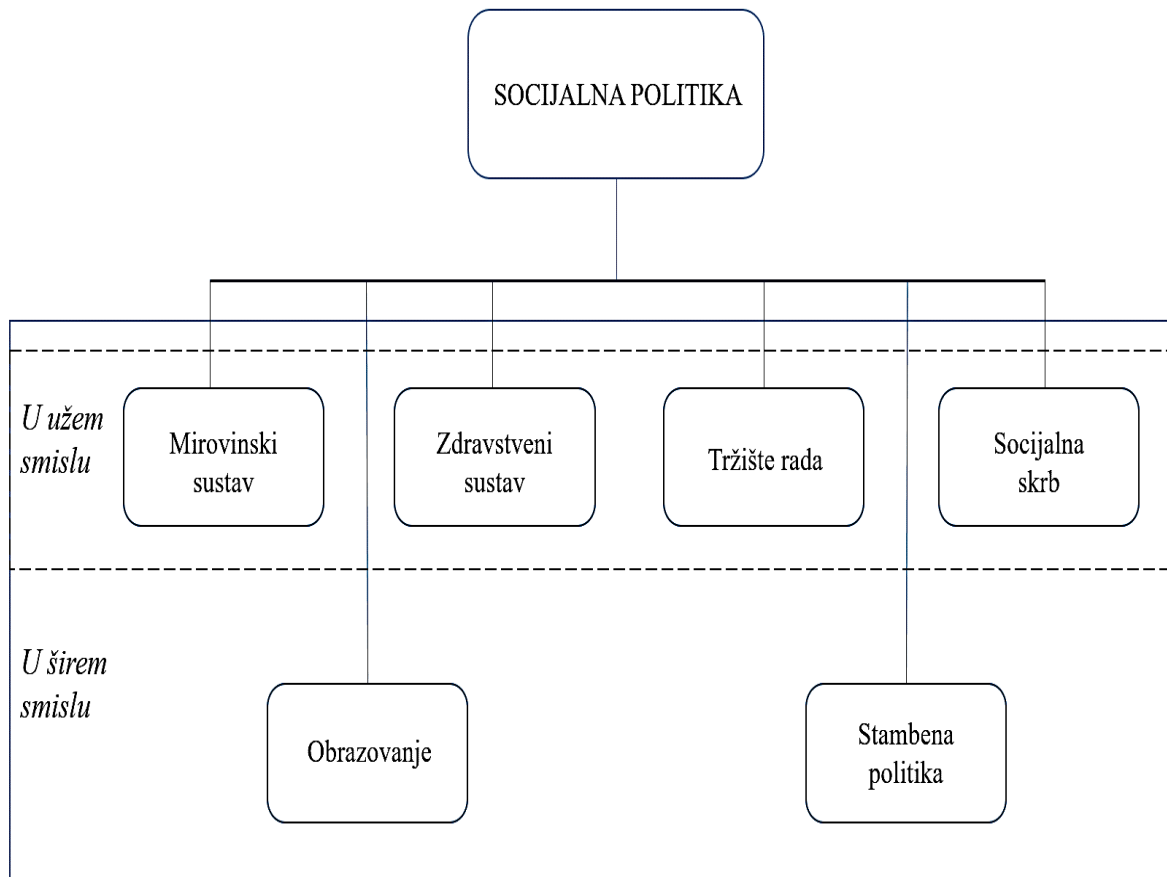 SOCIJALNA POLITIKA
U užem
smislu
Mirovinski
sustav
Zdravstveni
sustav
Tržište rada
Socijalna
skrb
U širem
smislu
Obrazovanje
Stambena
politika